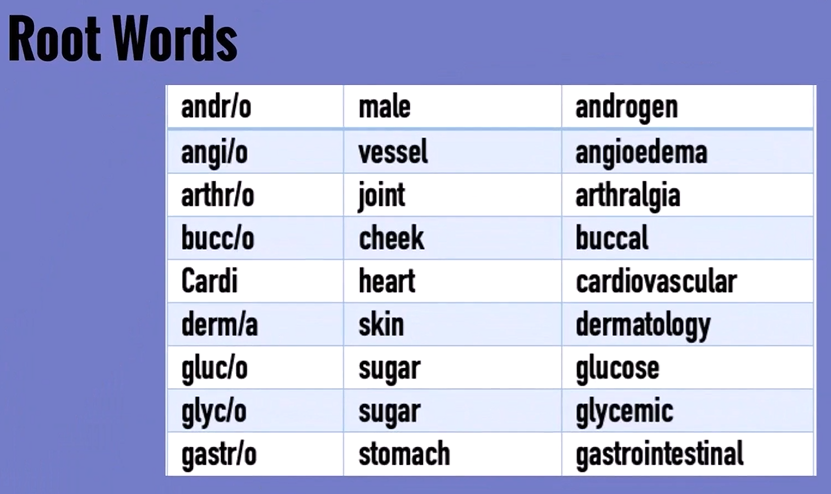 Root Words
andr/o male androgen
angi/o vessel angioedema
arthr/o joint arthralgia
bucc/o cheek buccal
Cardi heart cardiovascular
derm/a skin dermatology
gluc/o sugar glucose
glyc/o sugar glycemic
gastr/o stomach gastrointestinal